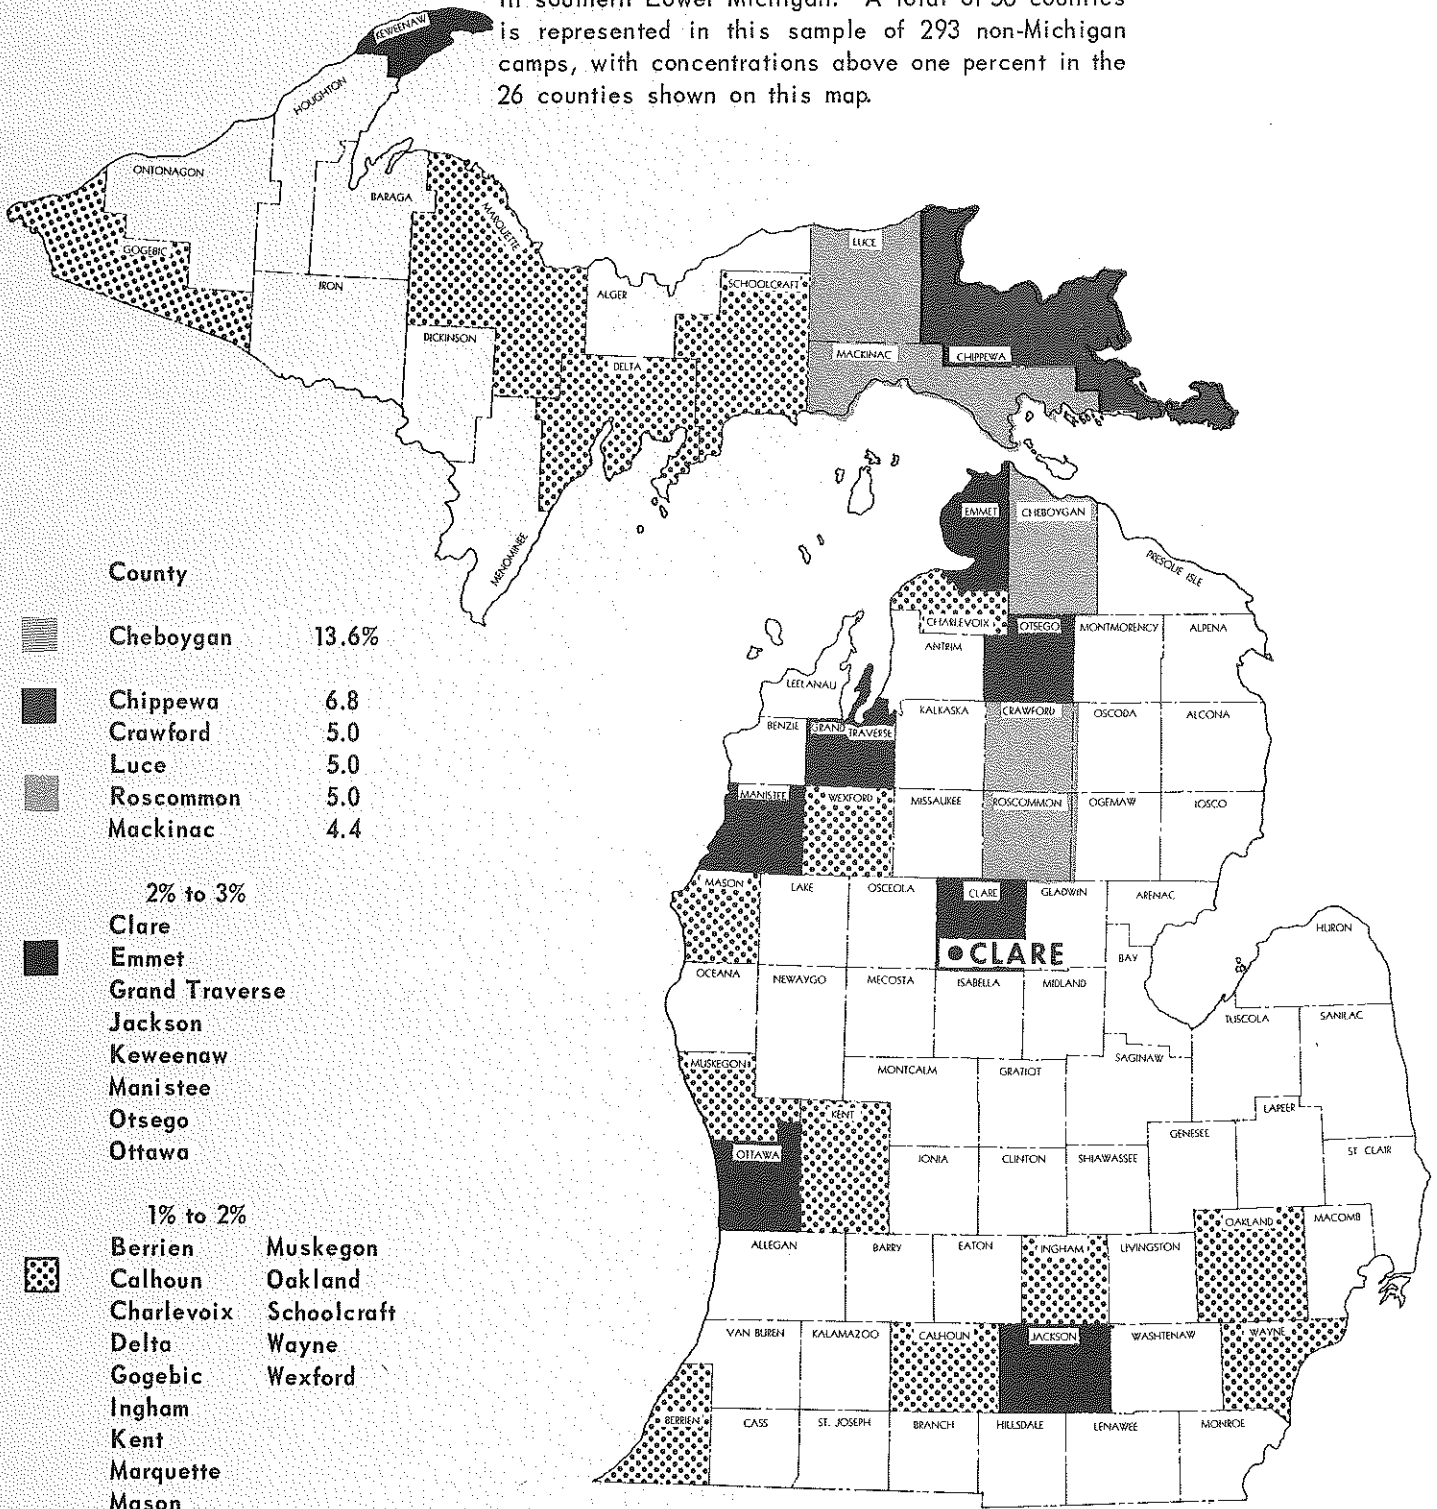 in southern Lower Michigan. A total of 56 counties
is represented in this sample of 293 non-Michigan
camps, with concentrations above one percent in the
26 counties shown on this map.
KEWEENAW
HOUGHTON
ONTONAGON
BARAGA
MARQUETTE
GOGEBIC
IRON
LUCE
SCHOOLCRAFT
ALGER
DICKINSON
MACKINAC
CHIPPEWA
DELTA
MENOMINEE
EMMET
CHEBOYGAN
PRESQUE ISLE
CHARLEVOIX
OTSEGO
MONTMORENCY
ALPENA
ANTRIM
LEELANAU
KALKASKA
CRAWFORD
OSCODA
ALCONA
BENZIE
GRAND TRAVERSE
MANISTEE
WEXFORD
MISSAUKEE
ROSCOMMON
OGEMAW
IOSCO
MASON
LAKE
OSCEOLA
CLARE
GLADWIN
ARENAC
HURON
CLARE
BAY
OCEANA
NEWAYGO
MECOSTA
ISABELLA
MIDLAND
TUSCOLA
SANILAC
MUSKEGON
MONTCALM
GRATIOT
SAGINAW
KENT
LAPEER
GENESEE
OTTAWA
IONIA
CLINTON
SHIAWASSEE
ST CLAIR
OAKLAND
MACOMB
ALLEGAN
BARRY
EATON
INGHAM
LIVINGSTON
VAN BUREN
KALAMAZOO
CALHOUN
JACKSON
WASHTENAW
WAYNE
BERRIEN
CASS
ST. JOSEPH
BRANCH
HILLSDALE
LENAWEE
MONROE
County
Cheboygan 13.6%
Chippewa 6.8
Crawford 5.0
Luce 5.0
Roscommon 5.0
Mackinac 4.4
2% to 3%
Clare
Emmet
Grand Traverse
Jackson
Keweenaw
Manistee
Otsego
Ottawa
1% to 2%
Berrien Muskegon
Calhoun Oakland
Charlevoix Schoolcraft
Delta Wayne
Gogebic Wexford
Ingham
Kent
Marquette
Mason